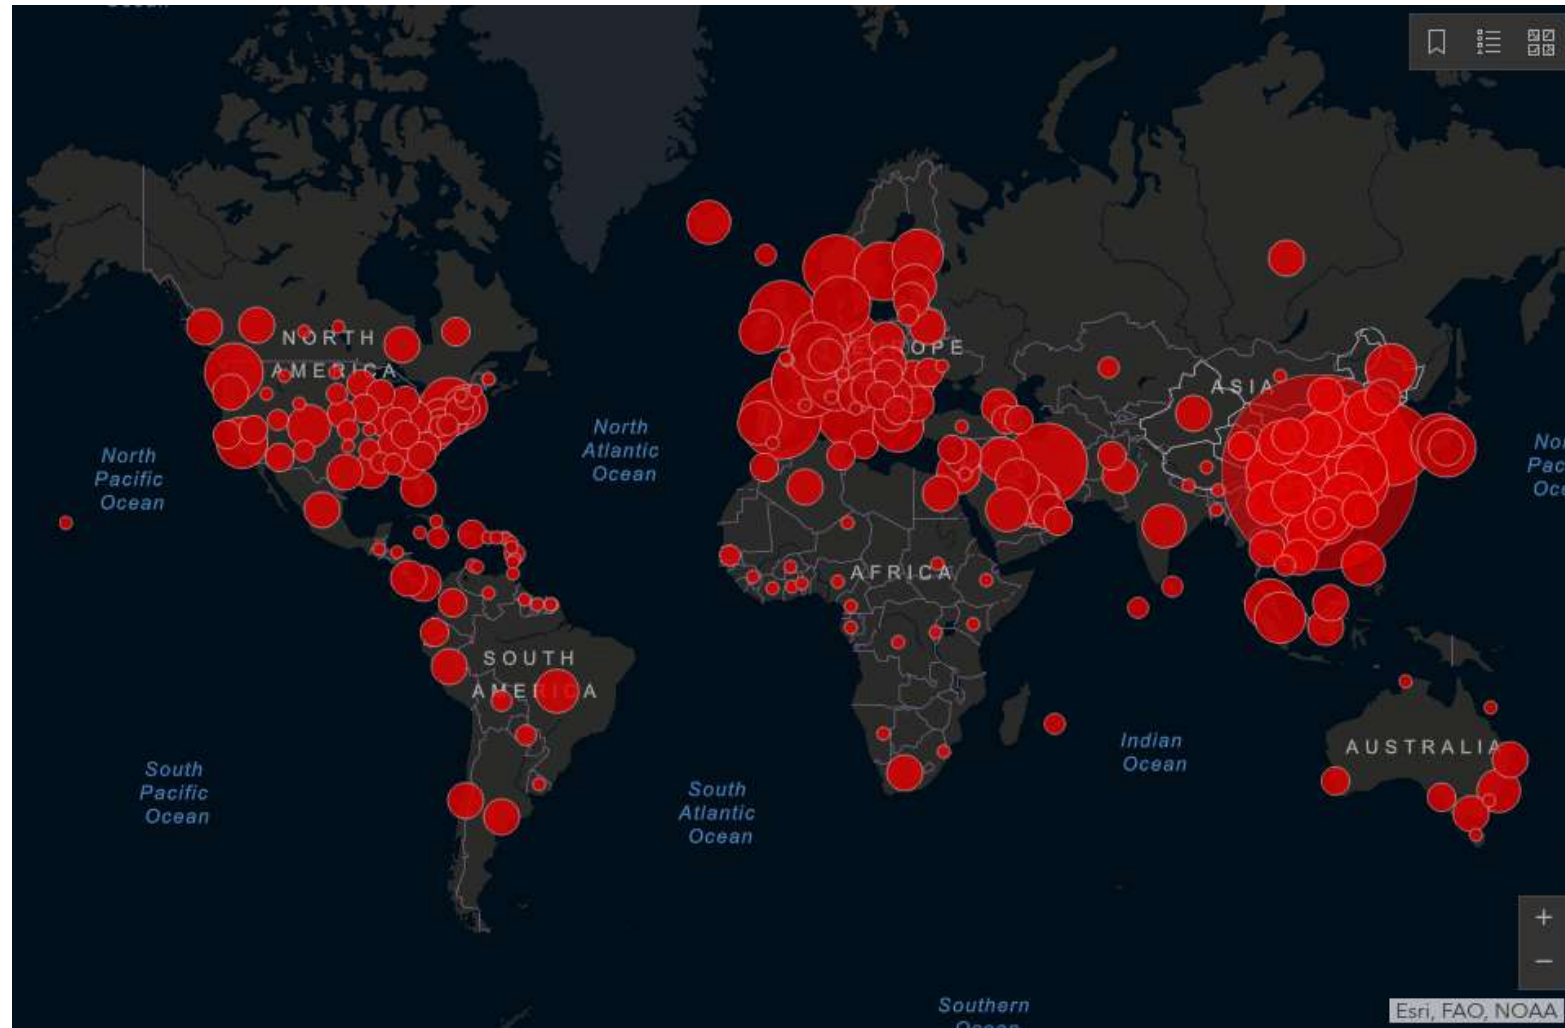 NORTH
AMERICA
EUROPE
ASIA
North
Pacific
Ocean
North
Atlantic
Ocean
AFRICA
SOUTH
AMERICA
Indian
Ocean
AUSTRALIA
South
Pacific
Ocean
South
Atlantic
Ocean
Southern
Esri, FAO, NOAA